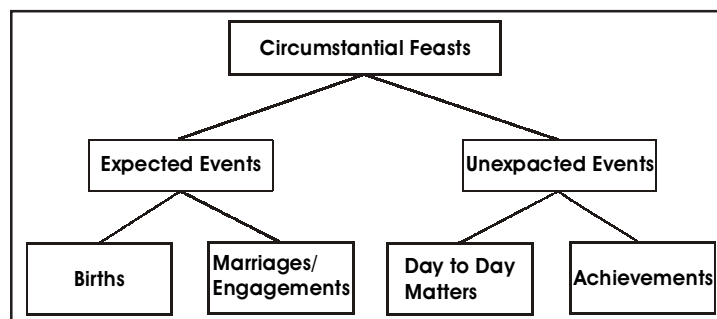 Circumstantial Feasts
Expected Events
Unexpacted Events
Births
Marriages/
Engagements
Day to Day
Matters
Achievements